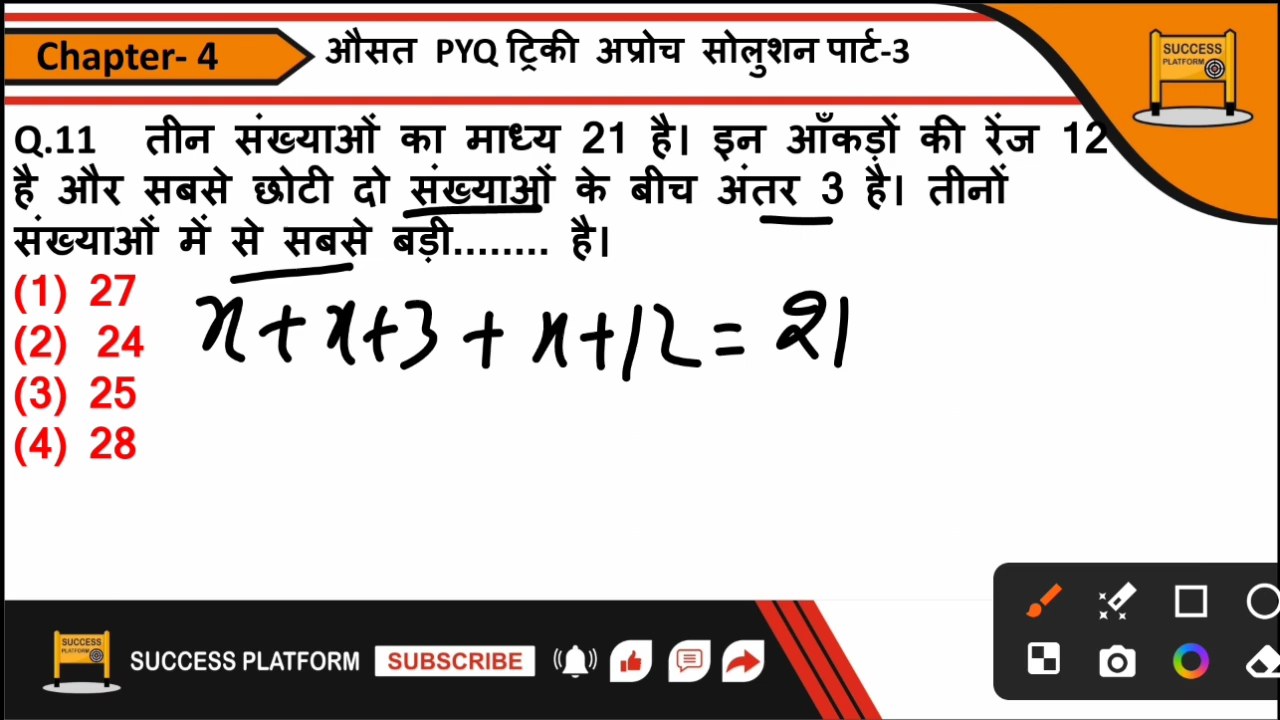 Chapter- 4
औसत PYQ ट्रिकी अप्रोच सोलुशन पार्ट-3
SUCCESS
PLATFORM
Q.11 तीन संख्याओं का माध्य 21 है। इन आँकड़ों की रेंज 12
है और सबसे छोटी दो संख्याओं के बीच अंतर 3 है। तीनों
संख्याओं में से सबसे बड़ी........ है।
(1) 27
(2) 24
(3) 25
(4) 28
x+x+3+x+12=21
SUCCESS
PLATFORM
SUCCESS PLATFORM
SUBSCRIBE